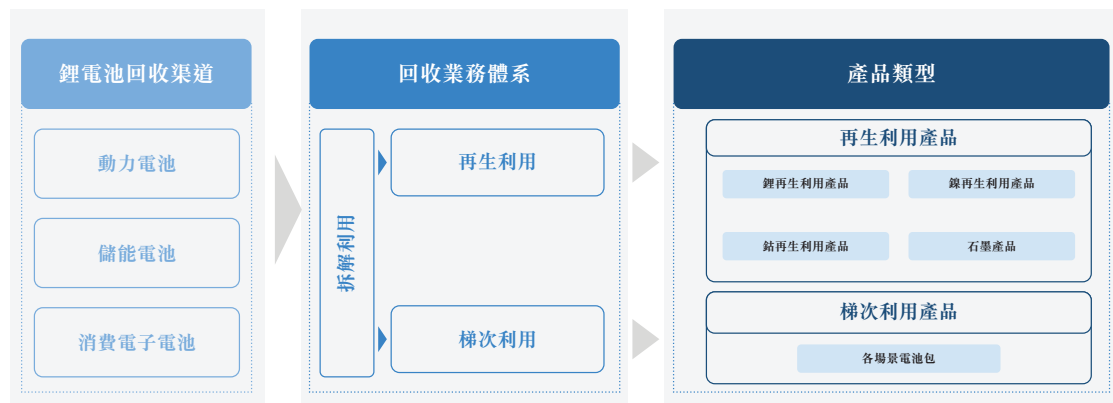 鋰電池回收渠道
動力電池
儲能電池
消費電子電池
回收業務體系
拆解利用
再生利用
梯次利用
產品類型
再生利用產品
鋰再生利用產品
鎳再生利用產品
鈷再生利用產品
石墨產品
梯次利用產品
各場景電池包